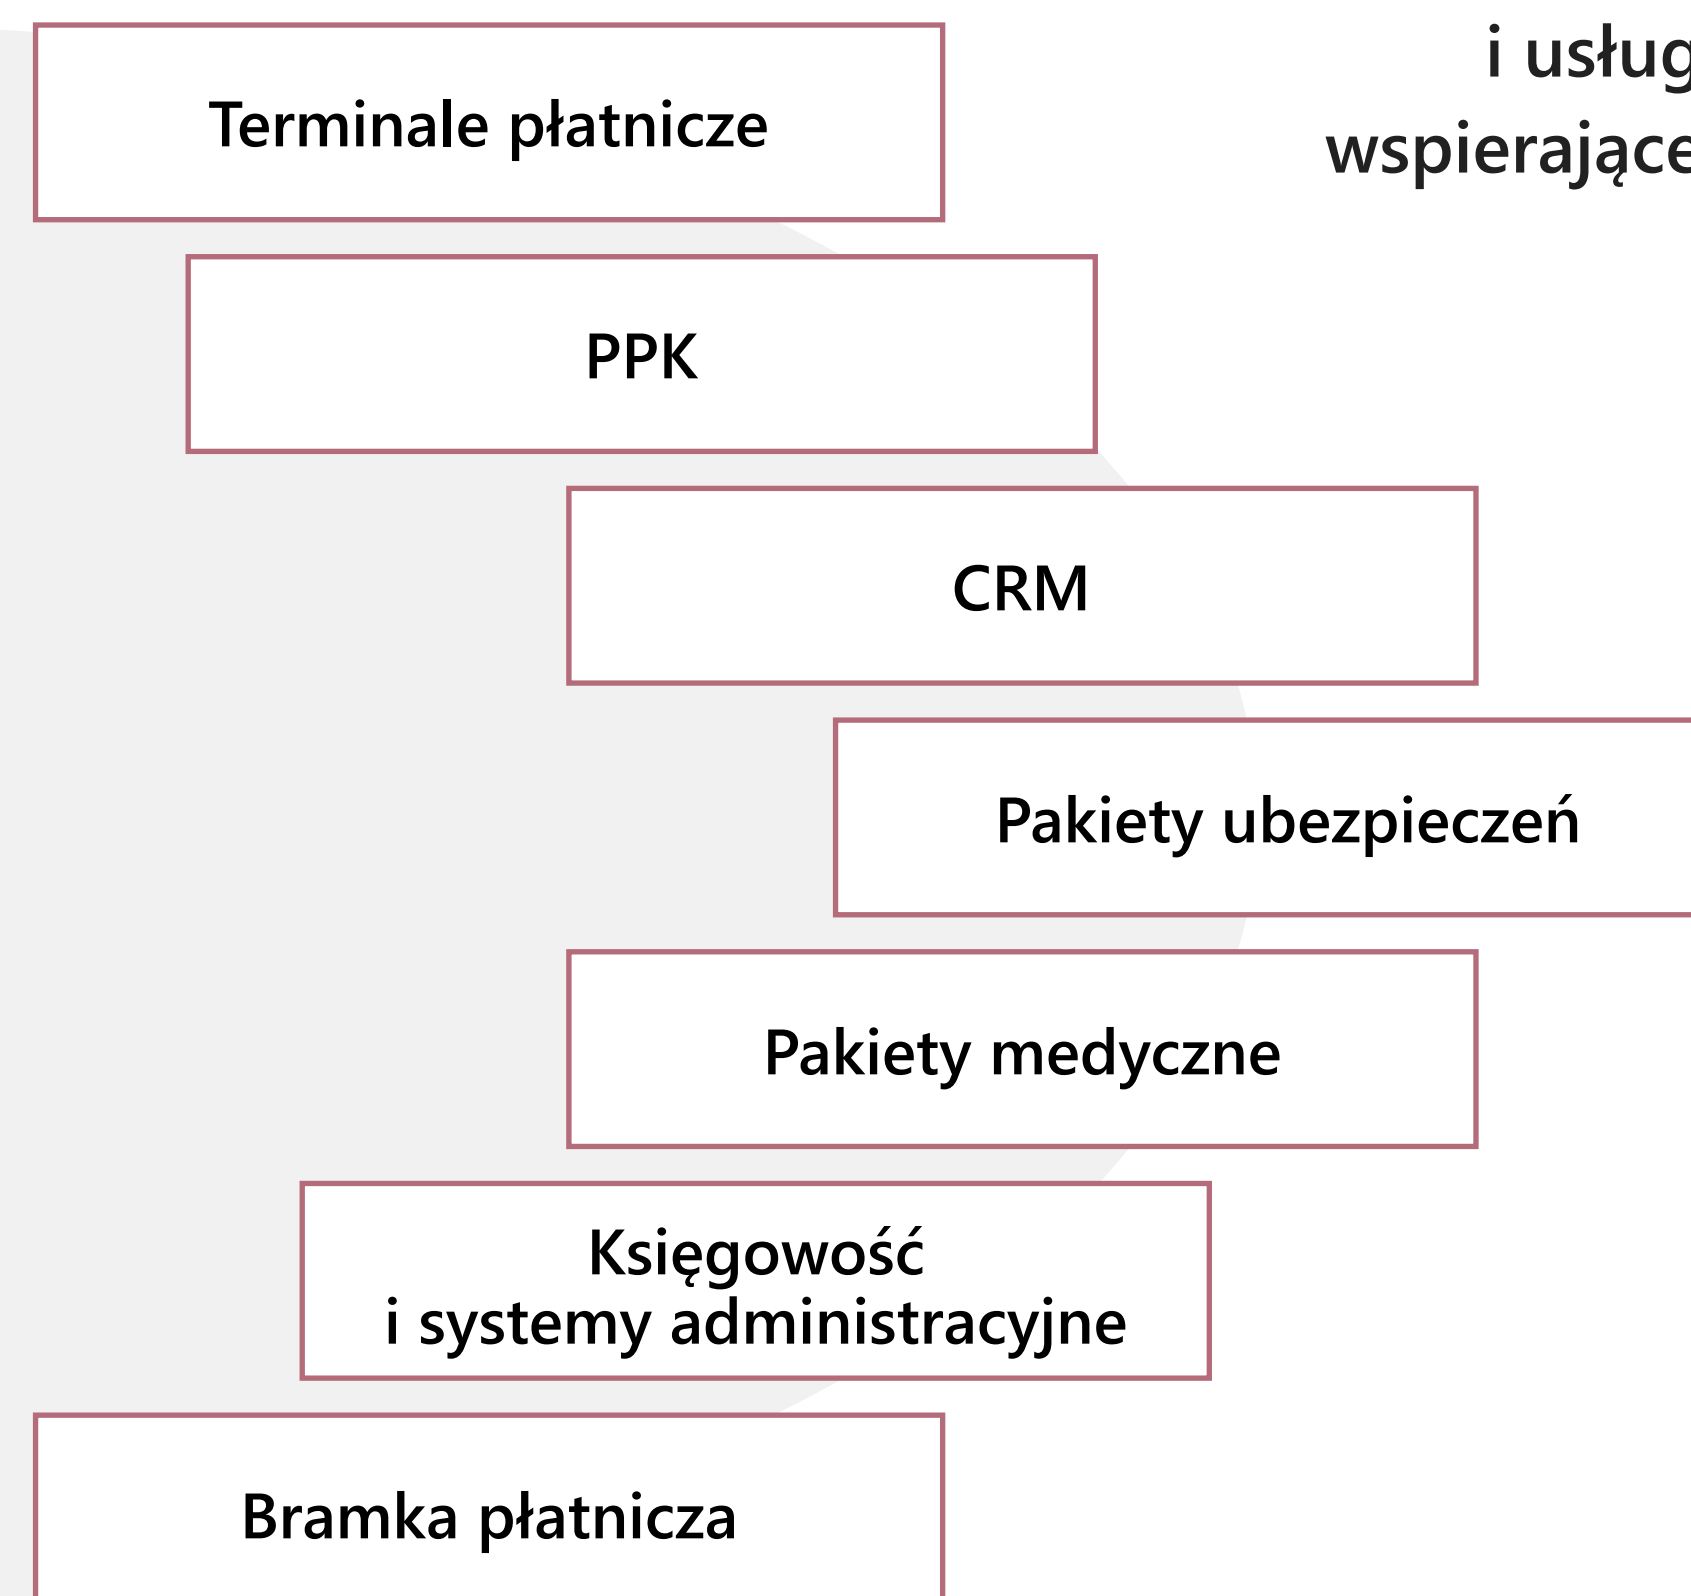 i usług
wspierające
Terminale płatnicze
PPK
CRM
Pakiety ubezpieczeń
Pakiety medyczne
Księgowość
i systemy administracyjne
Bramka płatnicza